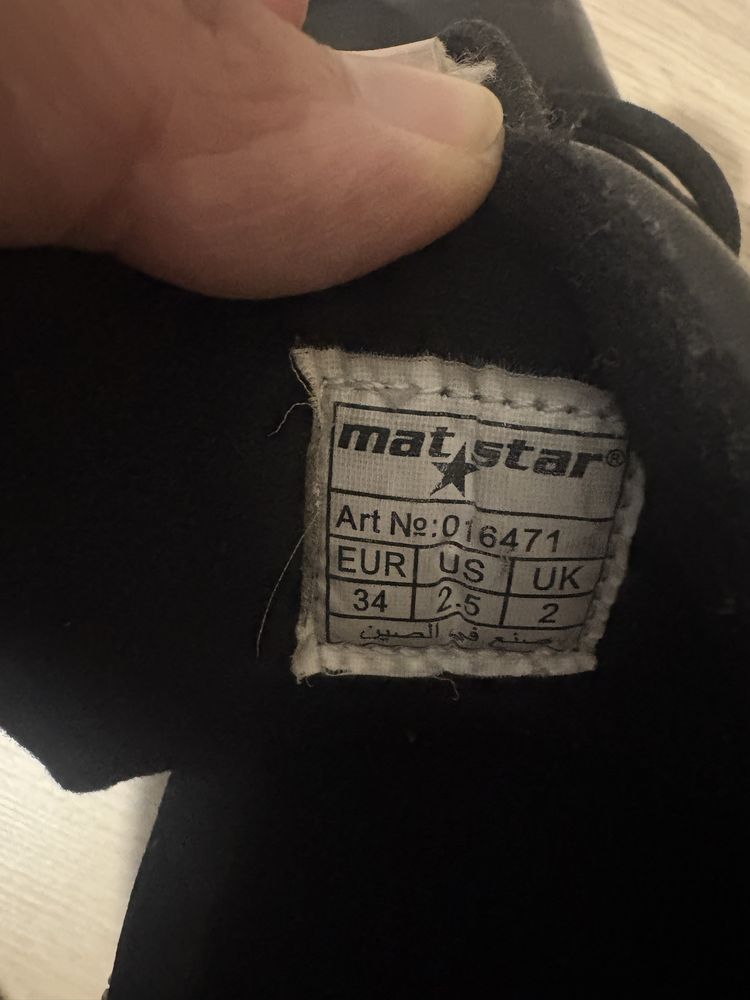 mat star®
Art №:016471
EUR US UK
34 2.5 2
صنع في الصين